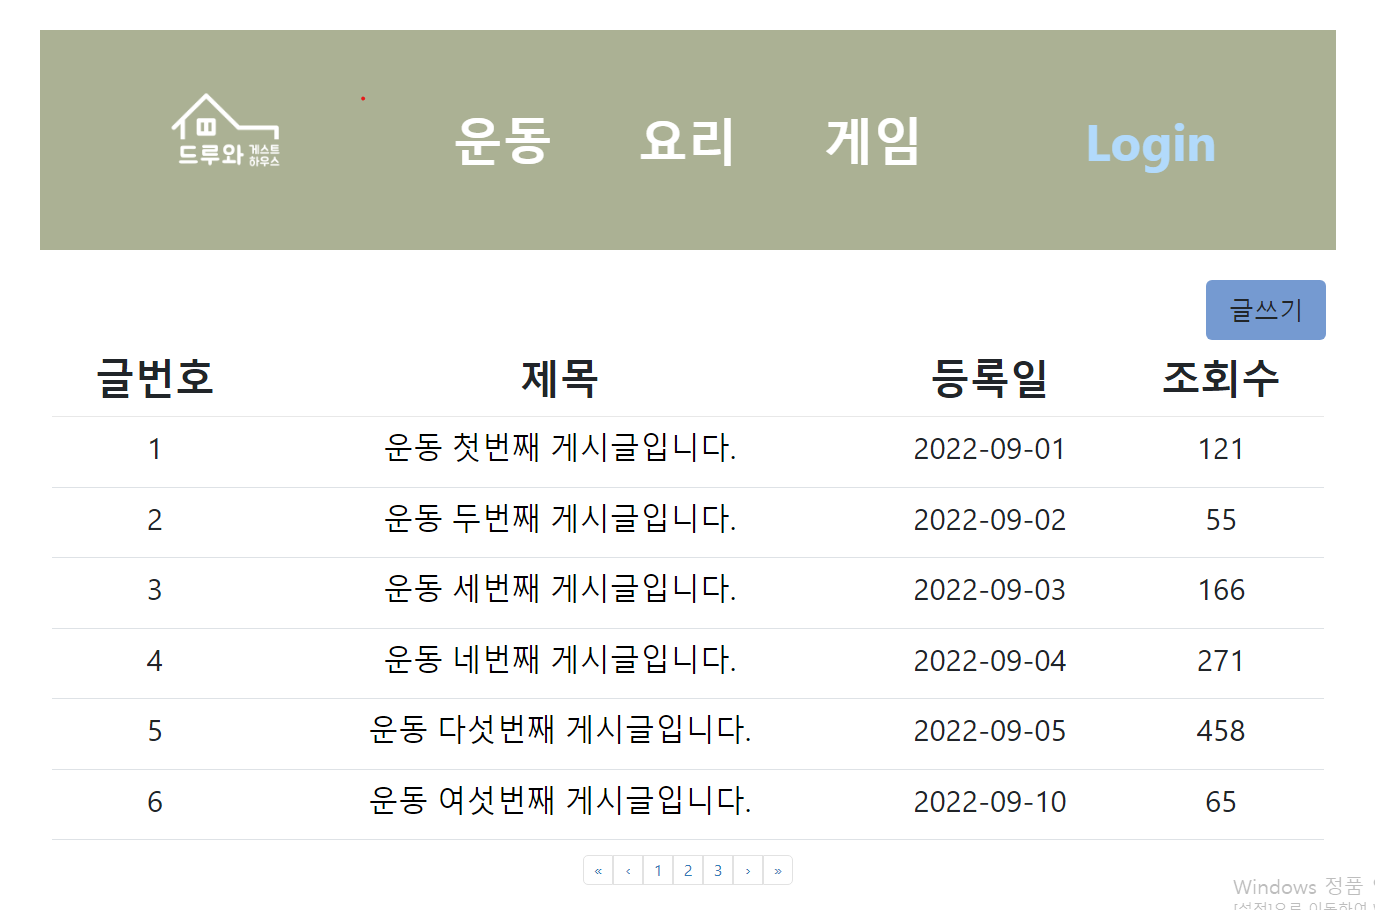 드루와 게스트 하우스
운동 요리 게임 Login
글쓰기
글번호 제목 등록일 조회수
1 운동 첫번째 게시글입니다. 2022-09-01 121
2 운동 두번째 게시글입니다. 2022-09-02 55
3 운동 세번째 게시글입니다. 2022-09-03 166
4 운동 네번째 게시글입니다. 2022-09-04 271
5 운동 다섯번째 게시글입니다. 2022-09-05 458
6 운동 여섯번째 게시글입니다. 2022-09-10 65
« ‹ 1 2 3 › »
Windows 정품